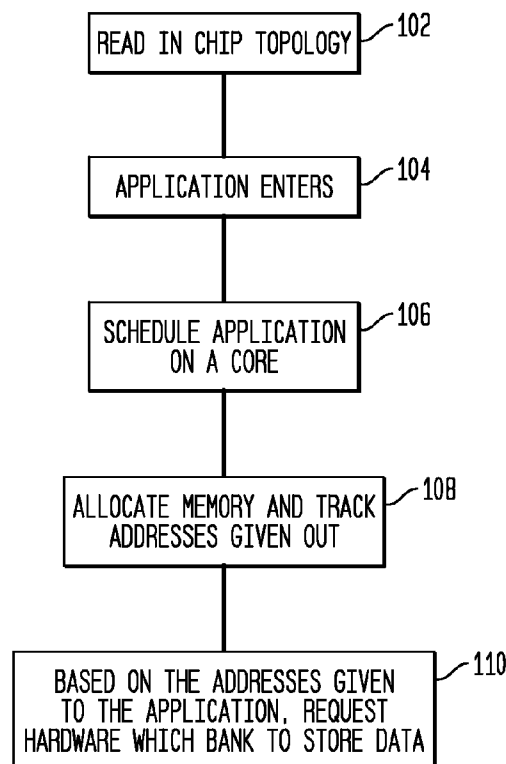 READ IN CHIP TOPOLOGY
102
APPLICATION ENTERS
104
SCHEDULE APPLICATION
ON A CORE
106
ALLOCATE MEMORY AND TRACK
ADDRESSES GIVEN OUT
108
BASED ON THE ADDRESSES GIVEN
TO THE APPLICATION, REQUEST
HARDWARE WHICH BANK TO STORE DATA
110